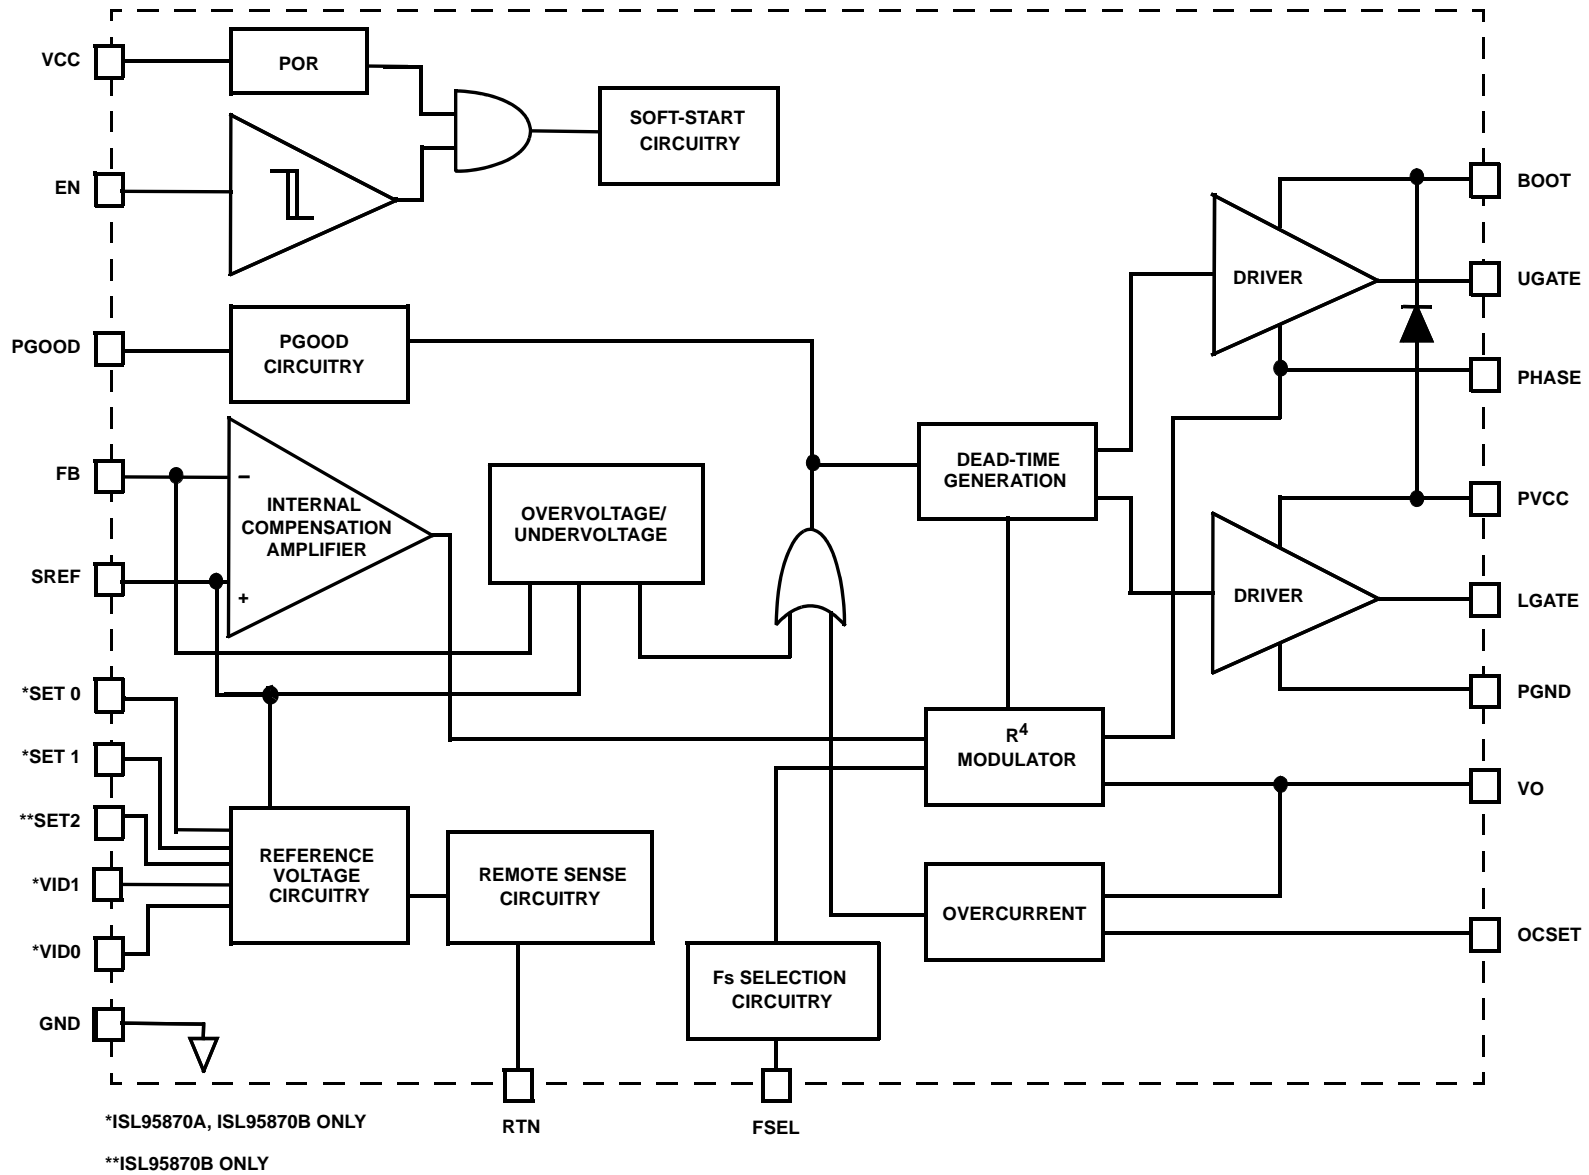 VCC
POR
SOFT-START
CIRCUITRY
EN
BOOT
DRIVER
UGATE
PGOOD
PGOOD
CIRCUITRY
PHASE
FB
−
INTERNAL
COMPENSATION
AMPLIFIER
+
OVERVOLTAGE/
UNDERVOLTAGE
DEAD-TIME
GENERATION
PVCC
SREF
DRIVER
LGATE
*SET 0
PGND
*SET 1
R4
MODULATOR
VO
**SET2
*VID1
*VID0
REFERENCE
VOLTAGE
CIRCUITRY
REMOTE SENSE
CIRCUITRY
OVERCURRENT
OCSET
Fs SELECTION
CIRCUITRY
GND
RTN
FSEL
*ISL95870A, ISL95870B ONLY
**ISL95870B ONLY